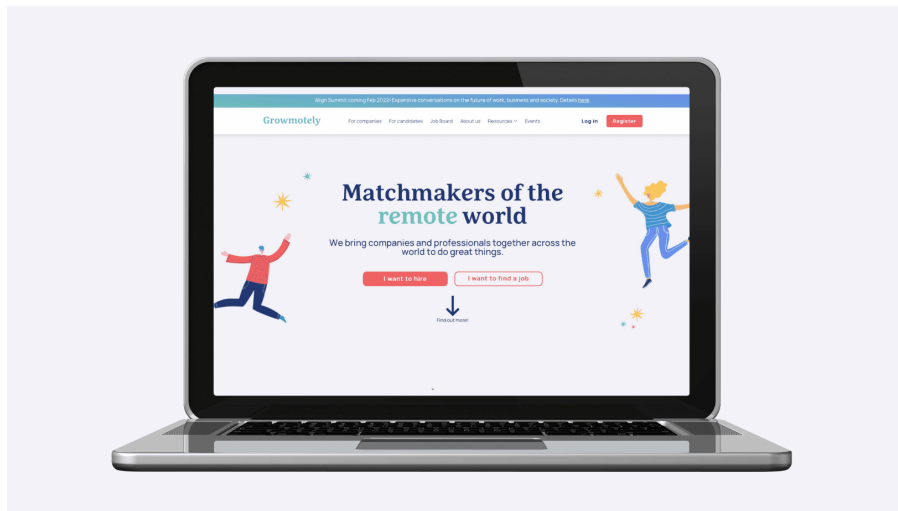 Align Summit coming Feb 2022! Expansive conversations on the future of work, business and society. Details here.
Growmotely
For companies
For candidates
Job Board
About us
Resources
Events
Log in
Register
Matchmakers of the
remote world
We bring companies and professionals together across the
world to do great things.
I want to hire
I want to find a job
Find out more!